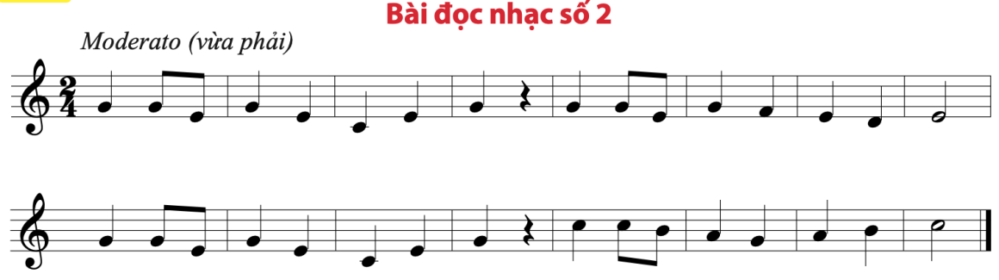 Bài đọc nhạc số 2
Moderato (vừa phải)
2
4